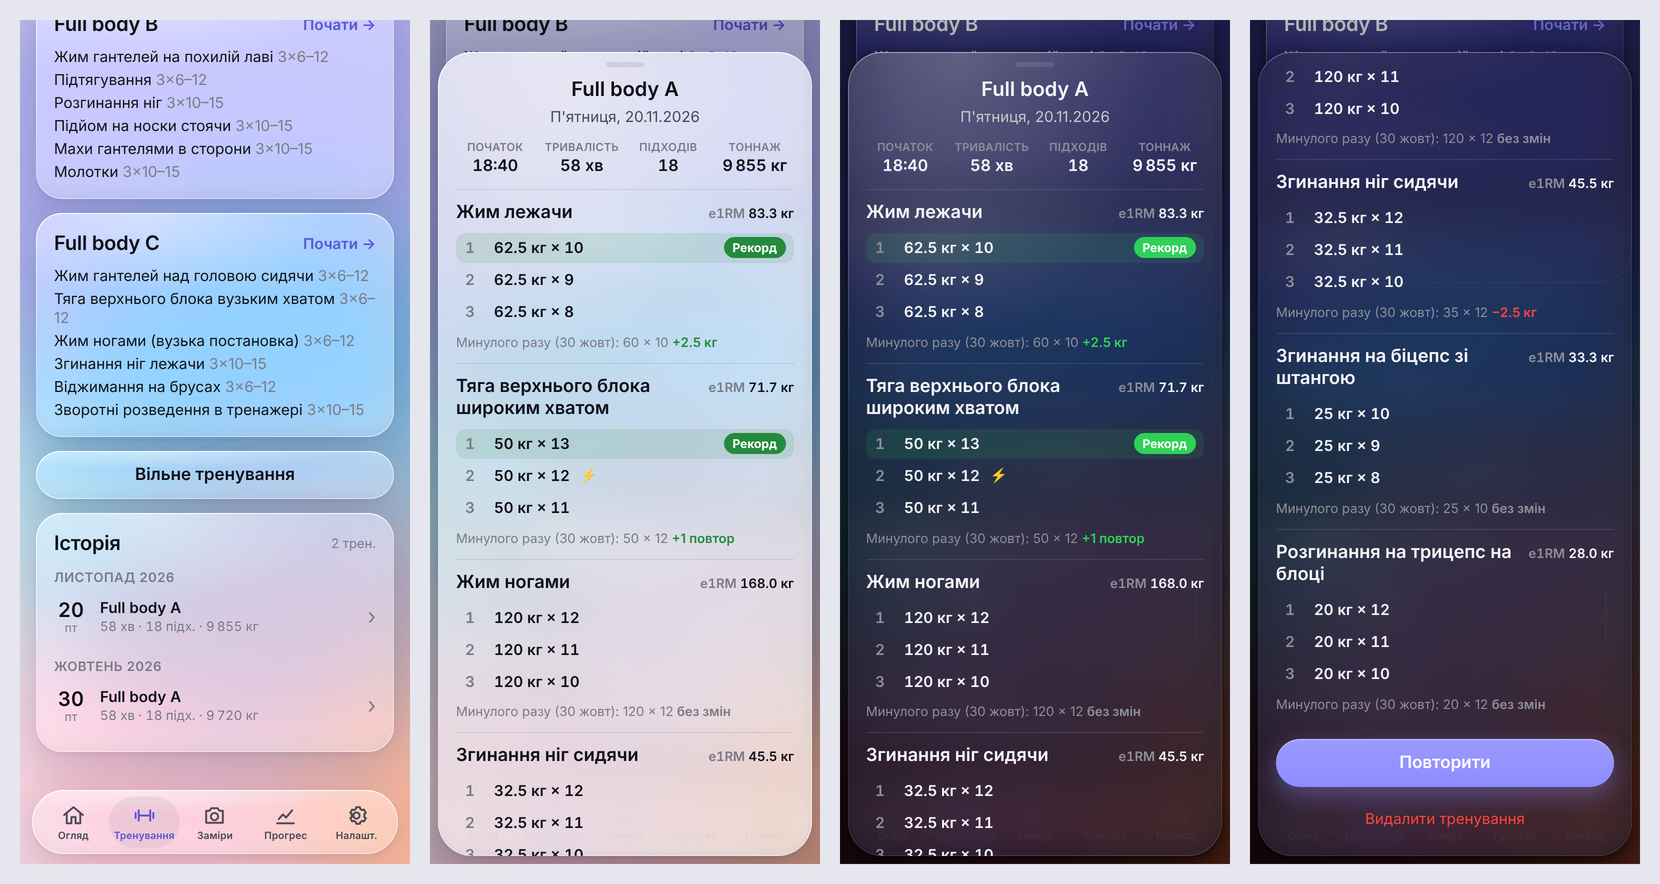 Full body B
Почати →
Жим гантелей на похилій лаві 3×6–12
Підтягування 3×6–12
Розгинання ніг 3×10–15
Підйом на носки стоячи 3×10–15
Махи гантелями в сторони 3×10–15
Молотки 3×10–15
Full body C
Почати →
Жим гантелей над головою сидячи 3×6–12
Тяга верхнього блока вузьким хватом 3×6–
12
Жим ногами (вузька постановка) 3×6–12
Згинання ніг лежачи 3×10–15
Віджимання на брусах 3×6–12
Зворотні розведення в тренажері 3×10–15
Вільне тренування
Історія
2 трен.
ЛИСТОПАД 2026
20 Full body A
пт 58 хв · 18 підх. · 9 855 кг
ЖОВТЕНЬ 2026
30 Full body A
пт 58 хв · 18 підх. · 9 720 кг
Огляд Тренування Заміри Прогрес Налашт.
Full body B
Почати →
Full body A
П'ятниця, 20.11.2026
ПОЧАТОК ТРИВАЛІСТЬ ПІДХОДІВ ТОННАЖ
18:40 58 хв 18 9 855 кг
Жим лежачи e1RM 83.3 кг
1 62.5 кг × 10 Рекорд
2 62.5 кг × 9
3 62.5 кг × 8
Минулого разу (30 жовт): 60 × 10 +2.5 кг
Тяга верхнього блока e1RM 71.7 кг
широким хватом
1 50 кг × 13 Рекорд
2 50 кг × 12 ⚡
3 50 кг × 11
Минулого разу (30 жовт): 50 × 12 +1 повтор
Жим ногами e1RM 168.0 кг
1 120 кг × 12
2 120 кг × 11
3 120 кг × 10
Минулого разу (30 жовт): 120 × 12 без змін
Згинання ніг сидячи e1RM 45.5 кг
1 32.5 кг × 12
2 32.5 кг × 11
3 32.5 кг × 10
Full body B
Почати →
Full body A
П'ятниця, 20.11.2026
ПОЧАТОК ТРИВАЛІСТЬ ПІДХОДІВ ТОННАЖ
18:40 58 хв 18 9 855 кг
Жим лежачи e1RM 83.3 кг
1 62.5 кг × 10 Рекорд
2 62.5 кг × 9
3 62.5 кг × 8
Минулого разу (30 жовт): 60 × 10 +2.5 кг
Тяга верхнього блока e1RM 71.7 кг
широким хватом
1 50 кг × 13 Рекорд
2 50 кг × 12 ⚡
3 50 кг × 11
Минулого разу (30 жовт): 50 × 12 +1 повтор
Жим ногами e1RM 168.0 кг
1 120 кг × 12
2 120 кг × 11
3 120 кг × 10
Минулого разу (30 жовт): 120 × 12 без змін
Згинання ніг сидячи e1RM 45.5 кг
1 32.5 кг × 12
2 32.5 кг × 11
3 32.5 кг × 10
Full body B
Почати →
2 120 кг × 11
3 120 кг × 10
Минулого разу (30 жовт): 120 × 12 без змін
Згинання ніг сидячи e1RM 45.5 кг
1 32.5 кг × 12
2 32.5 кг × 11
3 32.5 кг × 10
Минулого разу (30 жовт): 35 × 12 −2.5 кг
Згинання на біцепс зі e1RM 33.3 кг
штангою
1 25 кг × 10
2 25 кг × 9
3 25 кг × 8
Минулого разу (30 жовт): 25 × 10 без змін
Розгинання на трицепс на e1RM 28.0 кг
блоці
1 20 кг × 12
2 20 кг × 11
3 20 кг × 10
Минулого разу (30 жовт): 20 × 12 без змін
Повторити
Видалити тренування